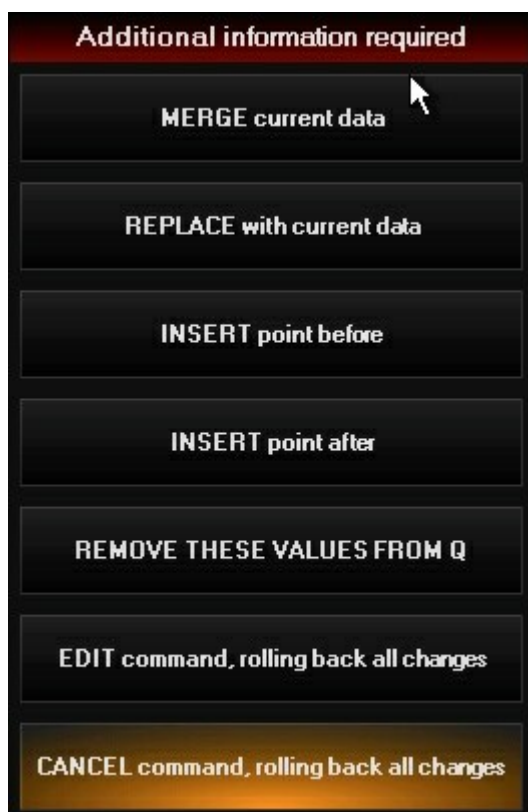 Additional information required
MERGE current data
REPLACE with current data
INSERT point before
INSERT point after
REMOVE THESE VALUES FROM Q
EDIT command, rolling back all changes
CANCEL command, rolling back all changes